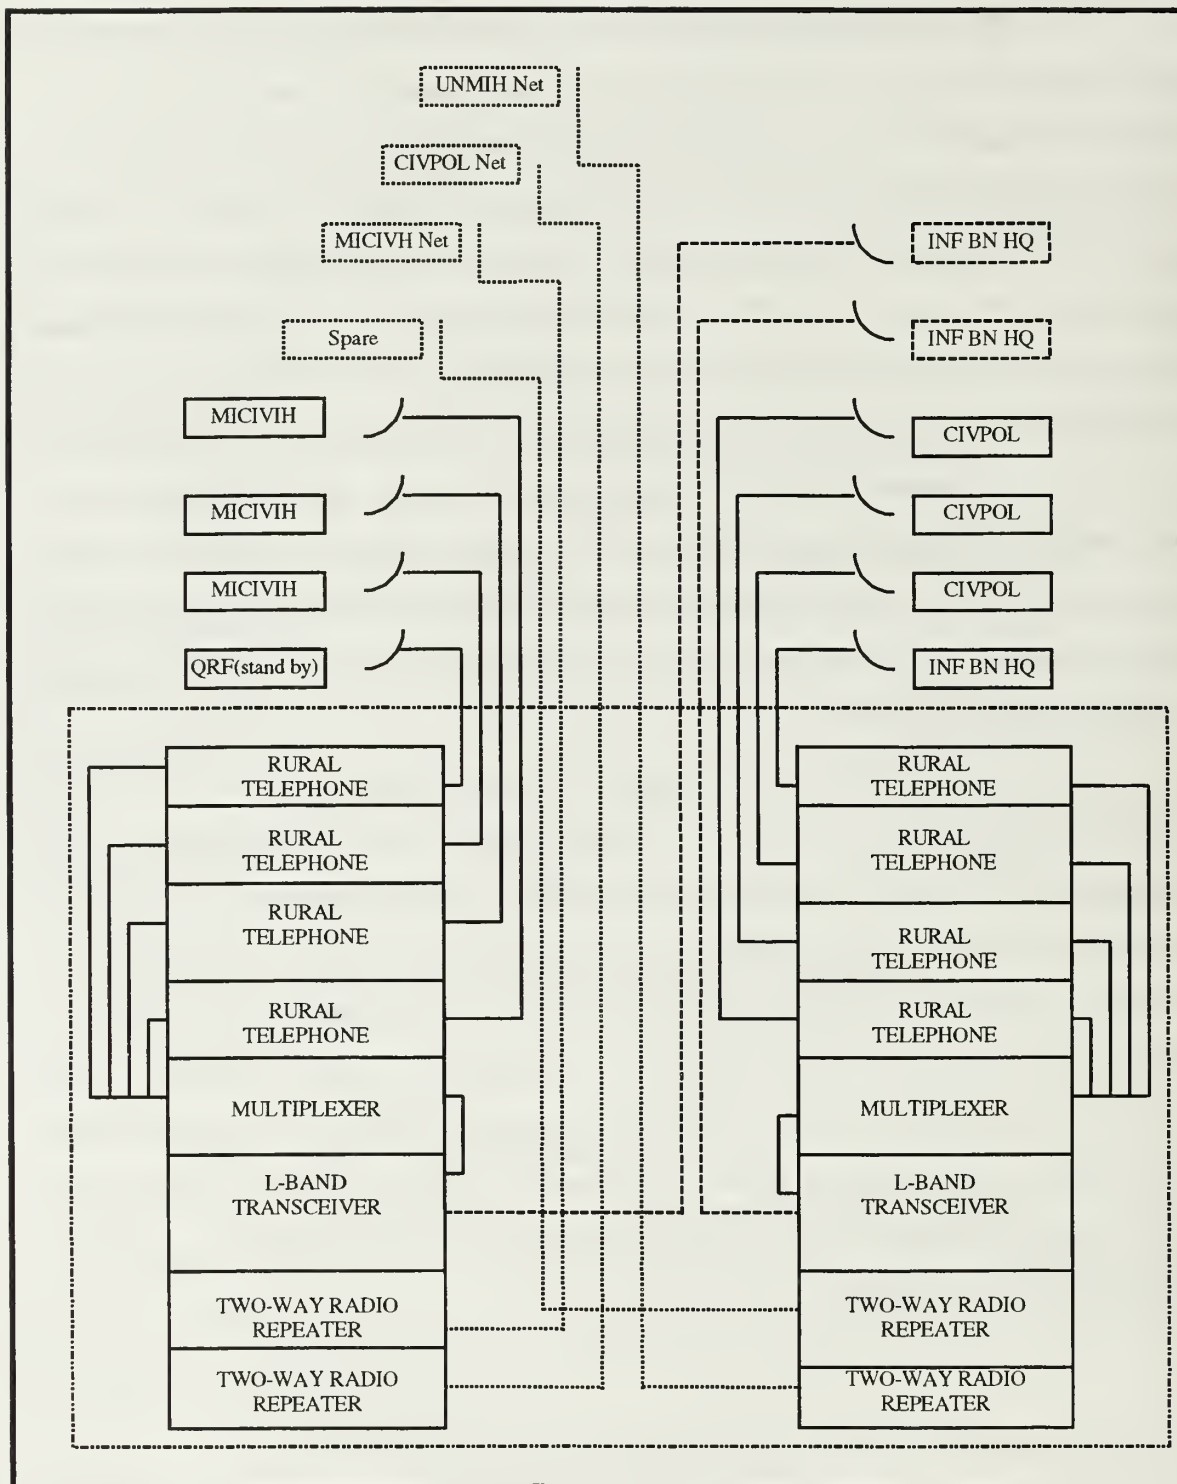 UNMIH Net
CIVPOL Net
MICIVH Net
Spare
INF BN HQ
INF BN HQ
MICIVIH
CIVPOL
MICIVIH
CIVPOL
MICIVIH
CIVPOL
QRF(stand by)
INF BN HQ
RURAL
TELEPHONE
RURAL
TELEPHONE
RURAL
TELEPHONE
RURAL
TELEPHONE
MULTIPLEXER
L-BAND
TRANSCEIVER
TWO-WAY RADIO
REPEATER
TWO-WAY RADIO
REPEATER
RURAL
TELEPHONE
RURAL
TELEPHONE
RURAL
TELEPHONE
RURAL
TELEPHONE
MULTIPLEXER
L-BAND
TRANSCEIVER
TWO-WAY RADIO
REPEATER
TWO-WAY RADIO
REPEATER